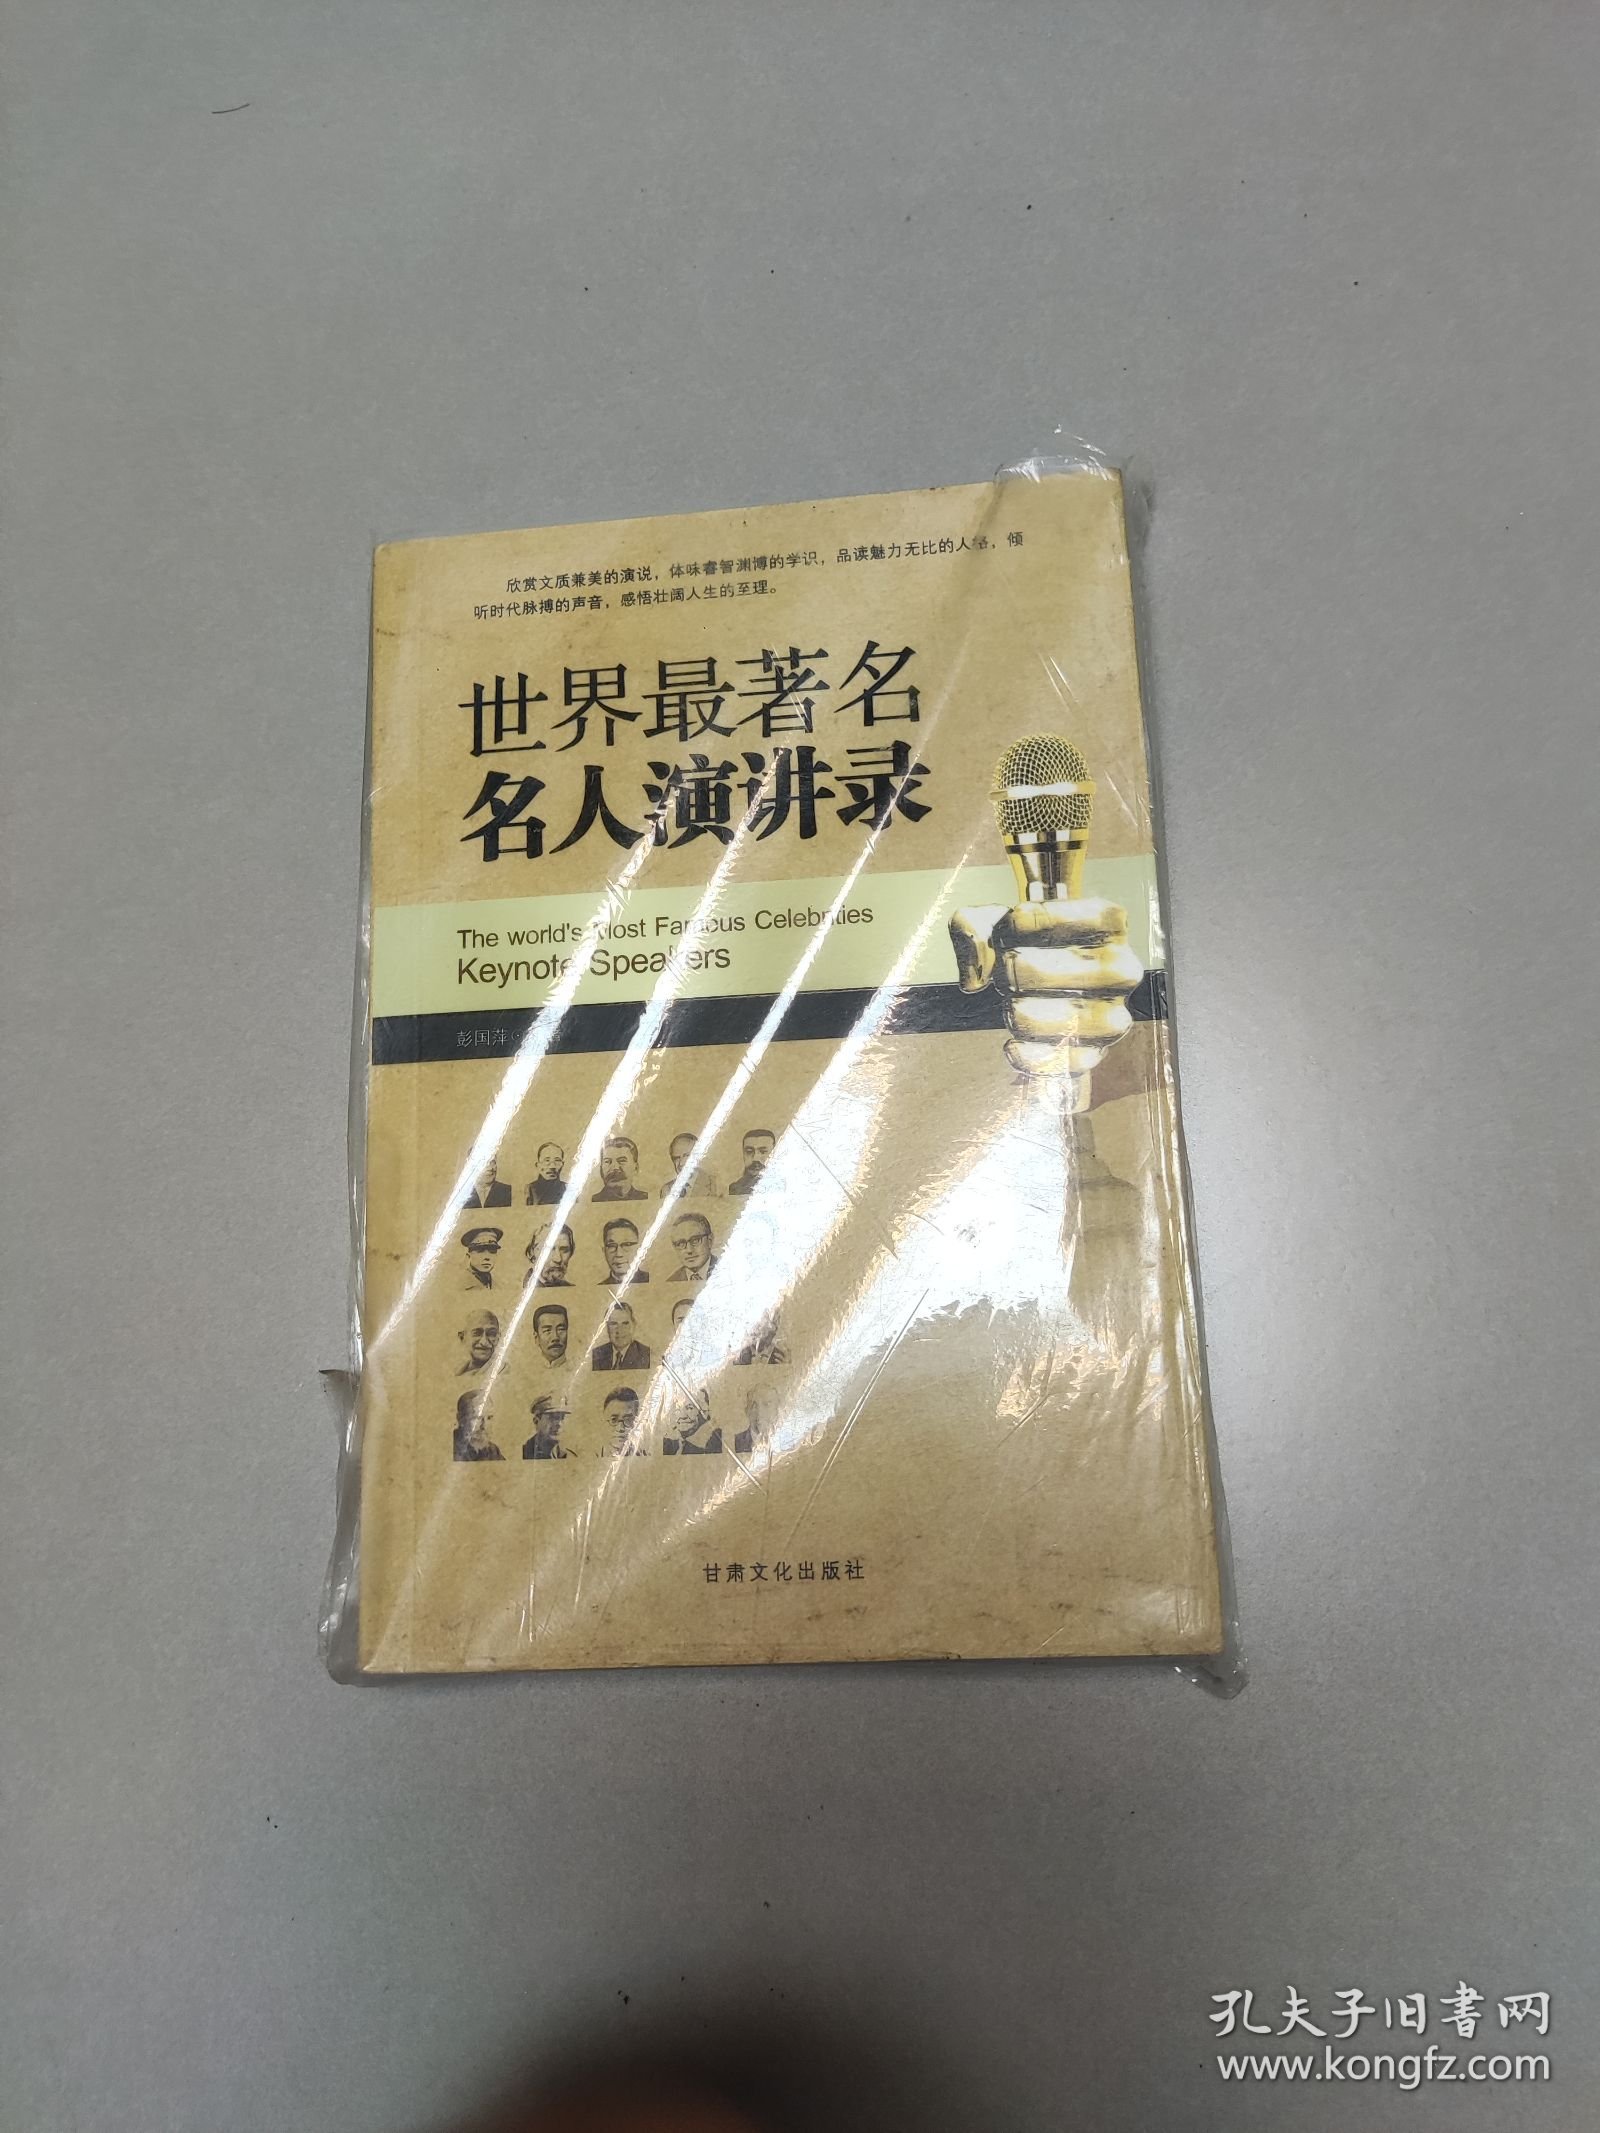 欣赏文质兼美的演说，体味睿智渊博的学识，品读魅力无比的人格，倾
听时代脉搏的声音，感悟壮阔人生的至理。
世界最著名
名人演讲录
The world's Most Famous Celebrities
Keynote Speakers
彭国萍
甘肃文化出版社
孔夫子旧書网
www.kongfz.com